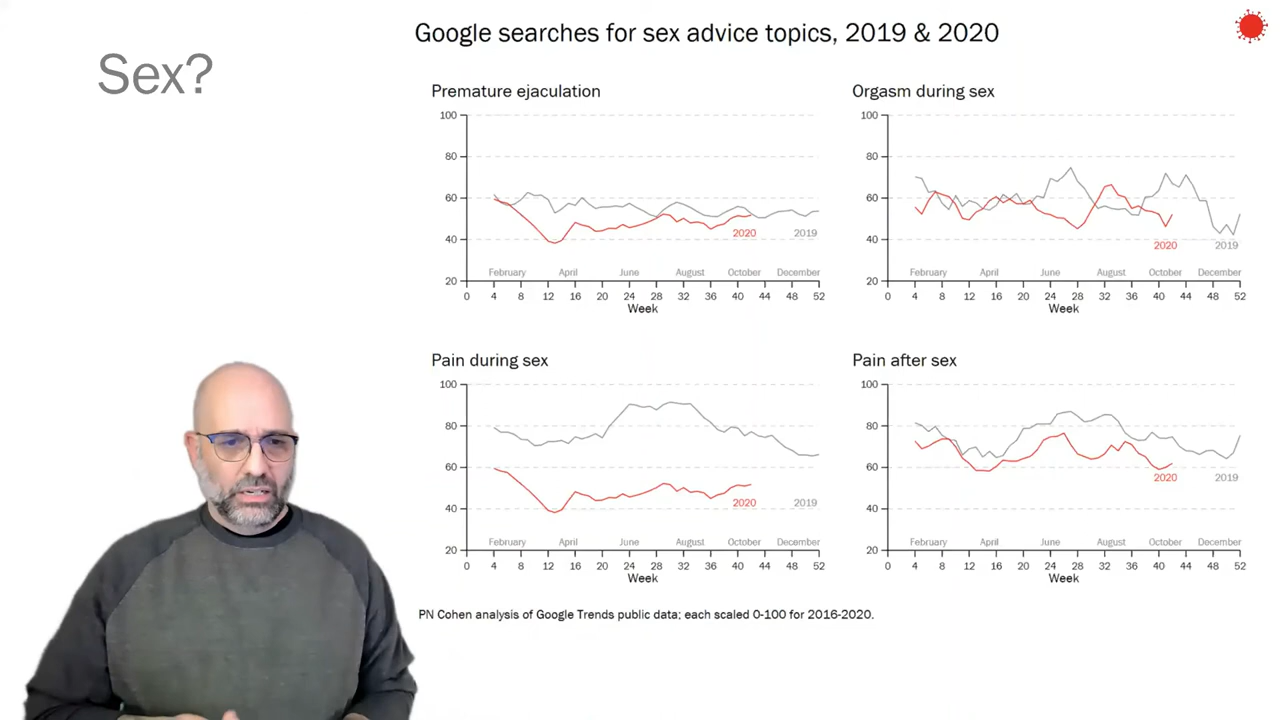 Google searches for sex advice topics, 2019 & 2020
Sex?
Premature ejaculation
100
80
60
40
20
2020
2019
February April June August October December
0 4 8 12 16 20 24 28 32 36 40 44 48 52
Week
Orgasm during sex
100
80
60
40
20
2020
2019
February April June August October December
0 4 8 12 16 20 24 28 32 36 40 44 48 52
Week
Pain during sex
100
80
60
40
20
2020
2019
February April June August October December
0 4 8 12 16 20 24 28 32 36 40 44 48 52
Week
Pain after sex
100
80
60
40
20
2020
2019
February April June August October December
0 4 8 12 16 20 24 28 32 36 40 44 48 52
Week
PN Cohen analysis of Google Trends public data; each scaled 0-100 for 2016-2020.